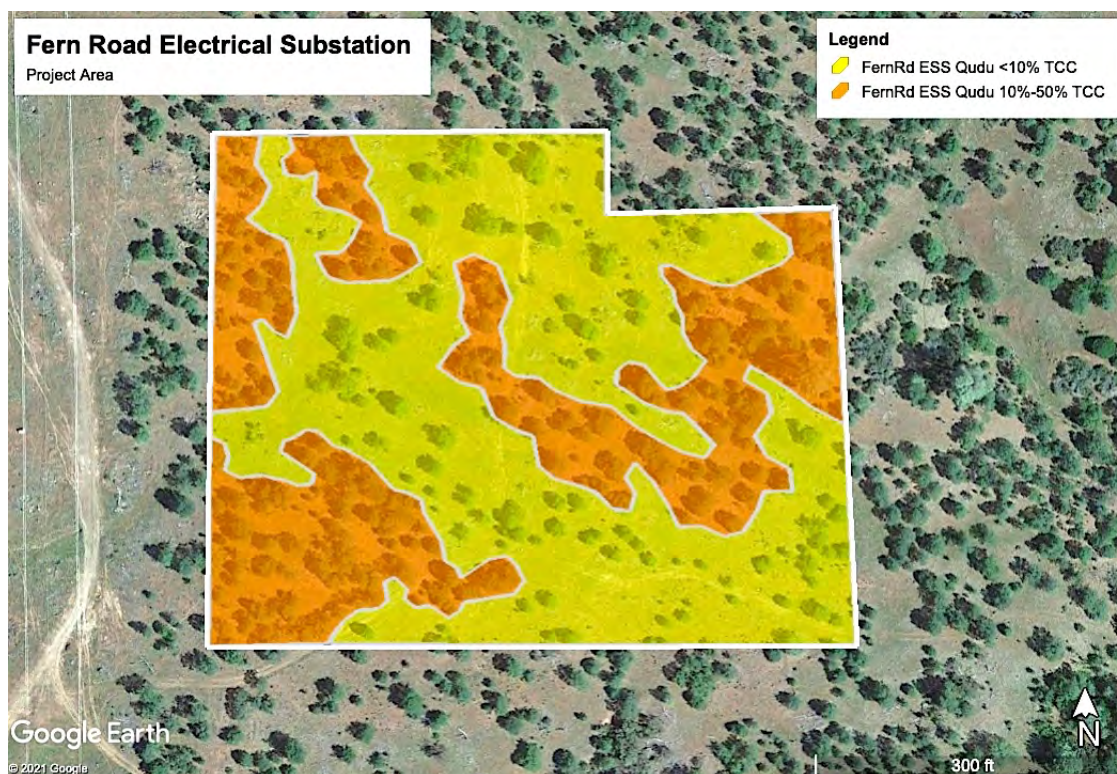 Fern Road Electrical Substation
Project Area
Legend
FernRd ESS Qudu <10% TCC
FernRd ESS Qudu 10%-50% TCC
Google Earth
© 2021 Google
N
300 ft